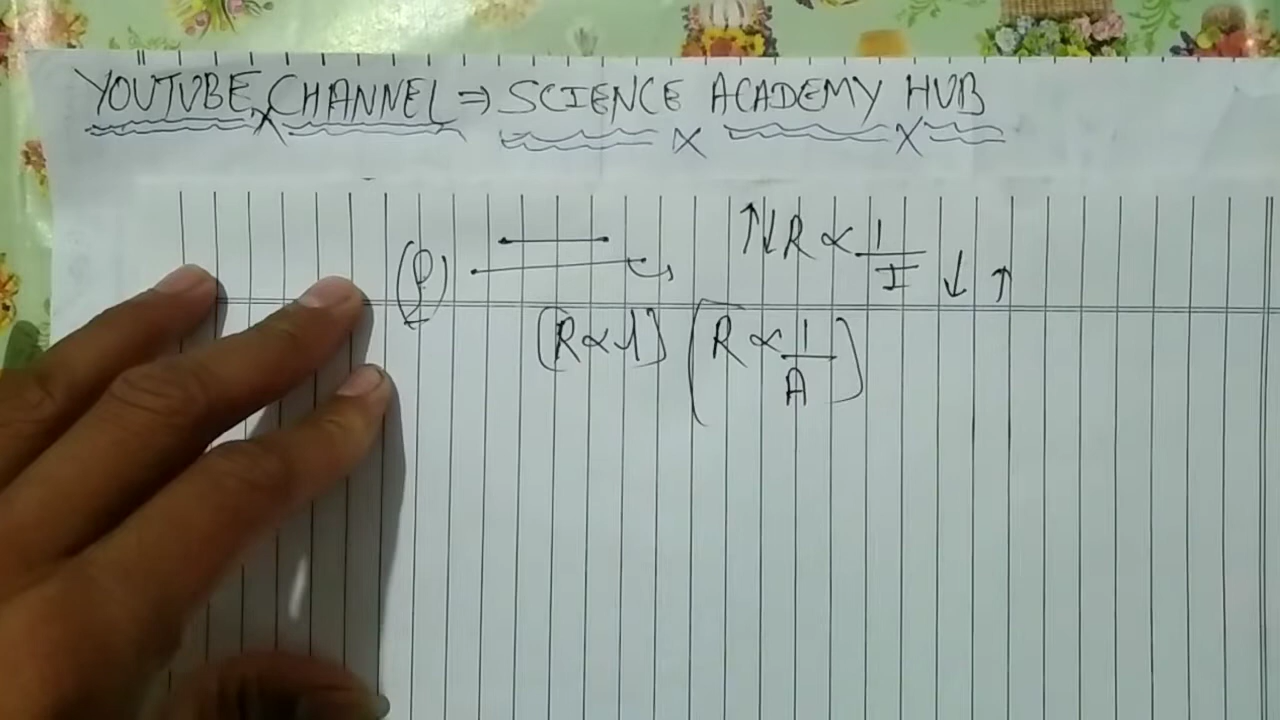 YOUTUBE CHANNEL ⇒ SCIENCE ACADEMY HUB
↑↓ R ∝ 1/I ↓ ↑
(R ∝ l) (R ∝ 1/A)